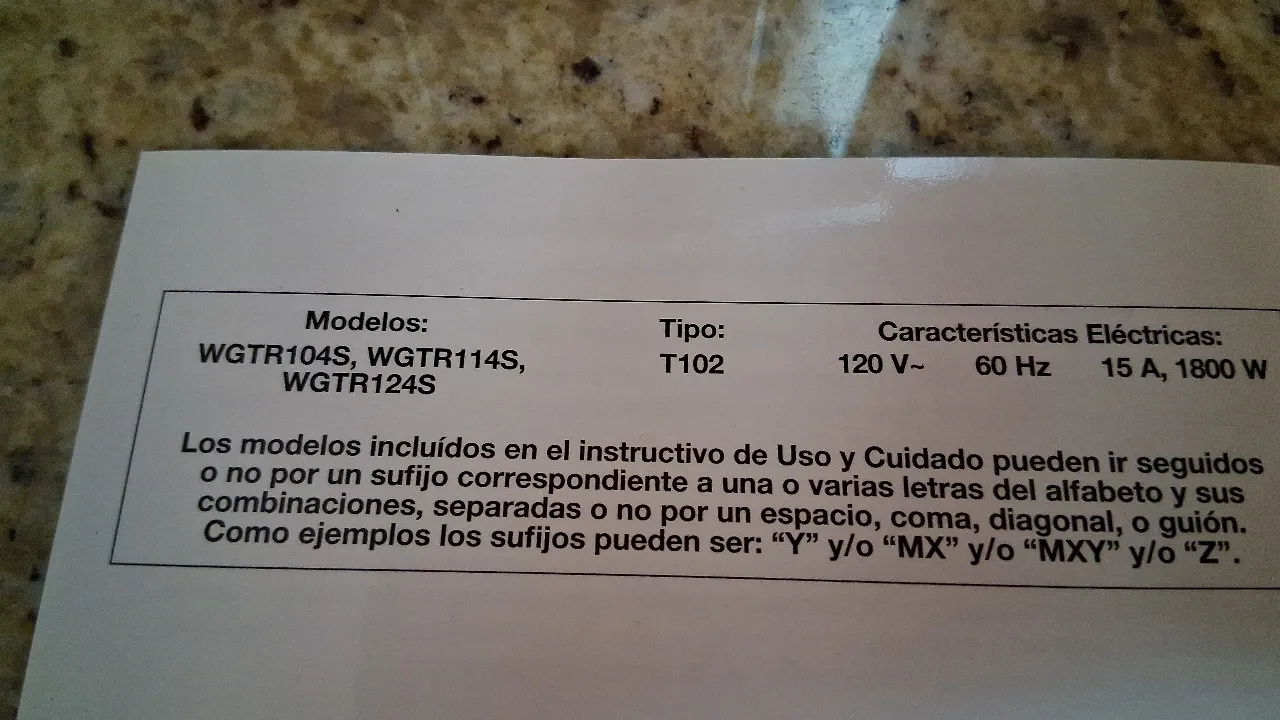 Modelos: Tipo: Características Eléctricas:
WGTR104S, WGTR114S, T102 120 V~ 60 Hz 15 A, 1800 W
WGTR124S
Los modelos incluídos en el instructivo de Uso y Cuidado pueden ir seguidos
o no por un sufijo correspondiente a una o varias letras del alfabeto y sus
combinaciones, separadas o no por un espacio, coma, diagonal, o guión.
Como ejemplos los sufijos pueden ser: “Y” y/o “MX” y/o “MXY” y/o “Z”.